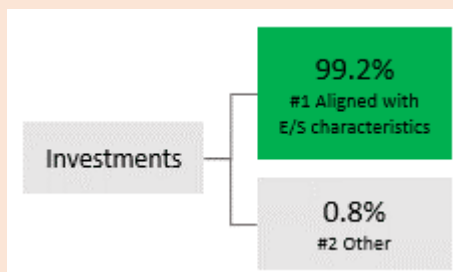 99.2%
#1 Aligned with
E/S characteristics
Investments
0.8%
#2 Other